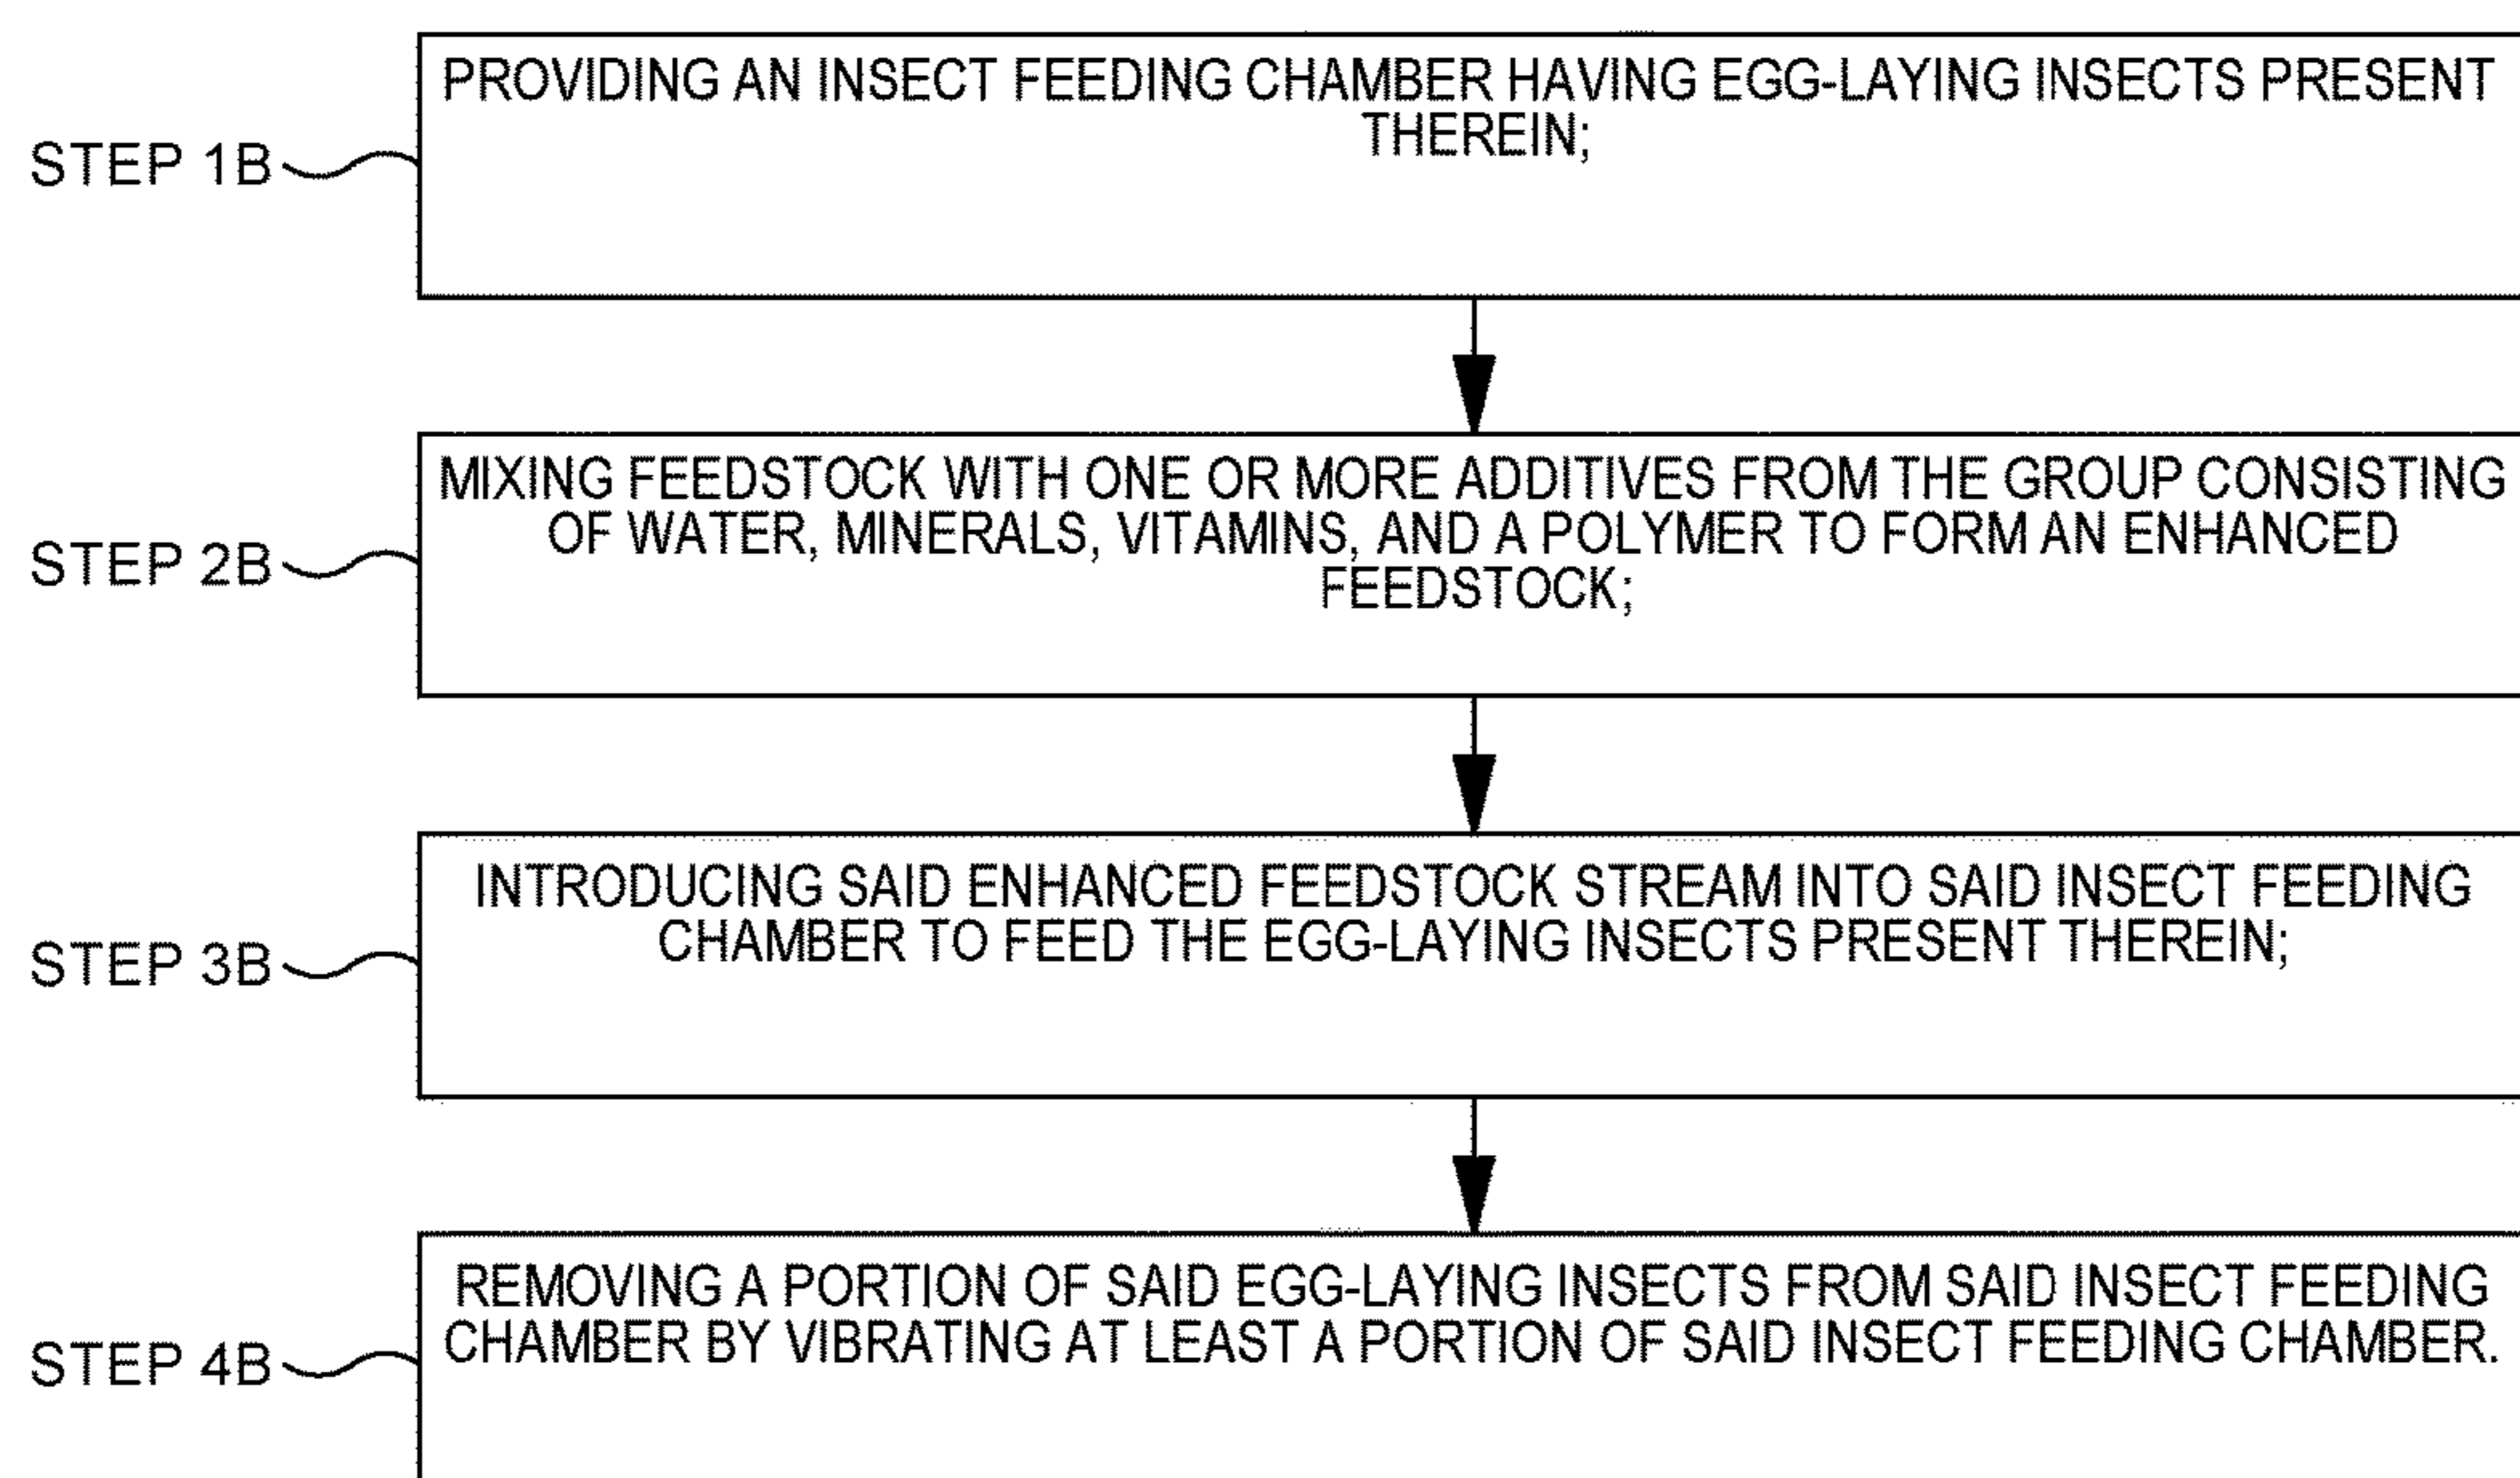 PROVIDING AN INSECT FEEDING CHAMBER HAVING EGG-LAYING INSECTS PRESENT
THEREIN;
STEP 1B
MIXING FEEDSTOCK WITH ONE OR MORE ADDITIVES FROM THE GROUP CONSISTING
OF WATER, MINERALS, VITAMINS, AND A POLYMER TO FORM AN ENHANCED
FEEDSTOCK;
STEP 2B
INTRODUCING SAID ENHANCED FEEDSTOCK STREAM INTO SAID INSECT FEEDING
CHAMBER TO FEED THE EGG-LAYING INSECTS PRESENT THEREIN;
STEP 3B
REMOVING A PORTION OF SAID EGG-LAYING INSECTS FROM SAID INSECT FEEDING
CHAMBER BY VIBRATING AT LEAST A PORTION OF SAID INSECT FEEDING CHAMBER.
STEP 4B